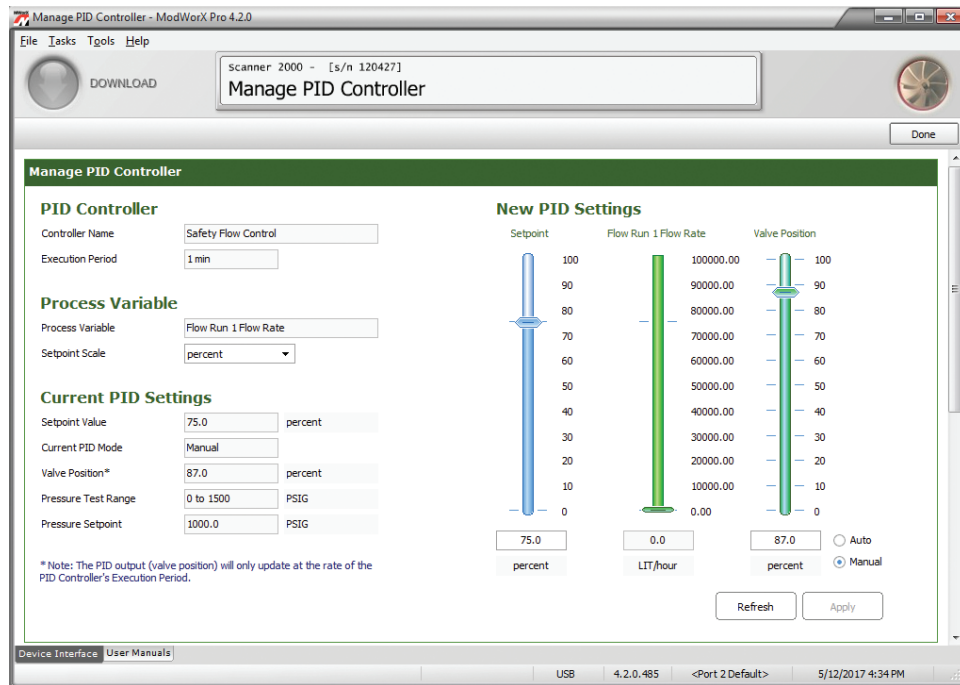 Manage PID Controller - ModWorX Pro 4.2.0
File Tasks Tools Help
DOWNLOAD
Scanner 2000 - [s/n 120427]
Manage PID Controller
Done
Manage PID Controller
PID Controller
Controller Name Safety Flow Control
Execution Period 1 min
Process Variable
Process Variable Flow Run 1 Flow Rate
Setpoint Scale percent
Current PID Settings
Setpoint Value 75.0 percent
Current PID Mode Manual
Valve Position* 87.0 percent
Pressure Test Range 0 to 1500 PSIG
Pressure Setpoint 1000.0 PSIG
* Note: The PID output (valve position) will only update at the rate of the
PID Controller's Execution Period.
New PID Settings
Setpoint Flow Run 1 Flow Rate Valve Position
100 100000.00 100
90 90000.00 90
80 80000.00 80
70 70000.00 70
60 60000.00 60
50 50000.00 50
40 40000.00 40
30 30000.00 30
20 20000.00 20
10 10000.00 10
0 0.00 0
75.0 0.0 87.0 Auto
percent LIT/hour percent Manual
Refresh Apply
Device Interface User Manuals
USB 4.2.0.485 <Port 2 Default> 5/12/2017 4:34 PM